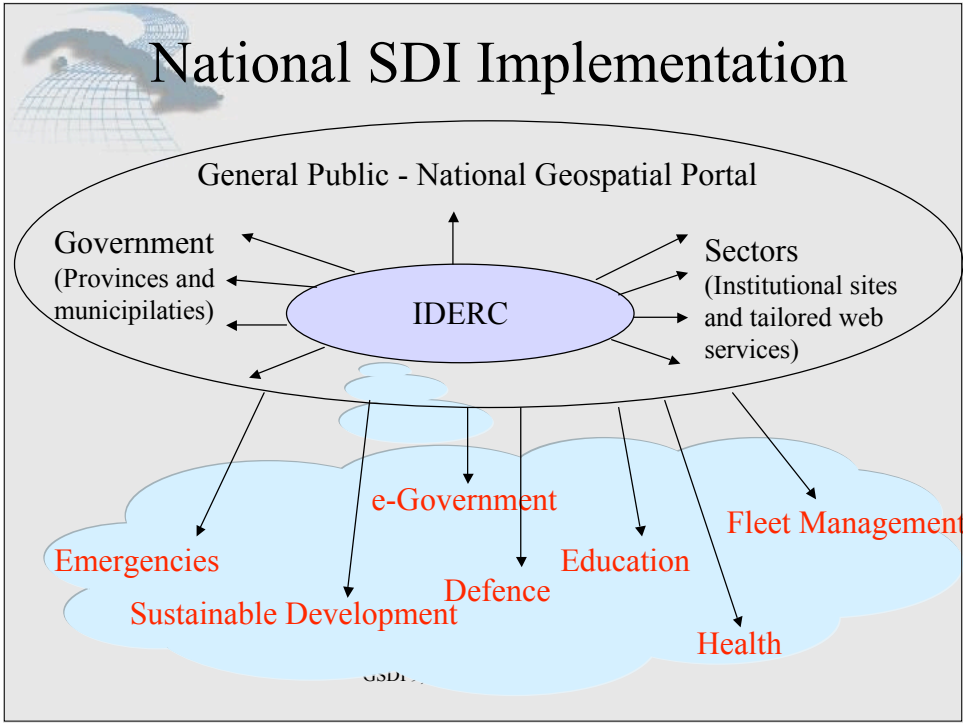 National SDI Implementation
General Public - National Geospatial Portal
Government
(Provinces and
municipilaties)
Sectors
(Institutional sites
and tailored web
services)
IDERC
e-Government
Fleet Management
Emergencies
Education
Defence
Sustainable Development
Health